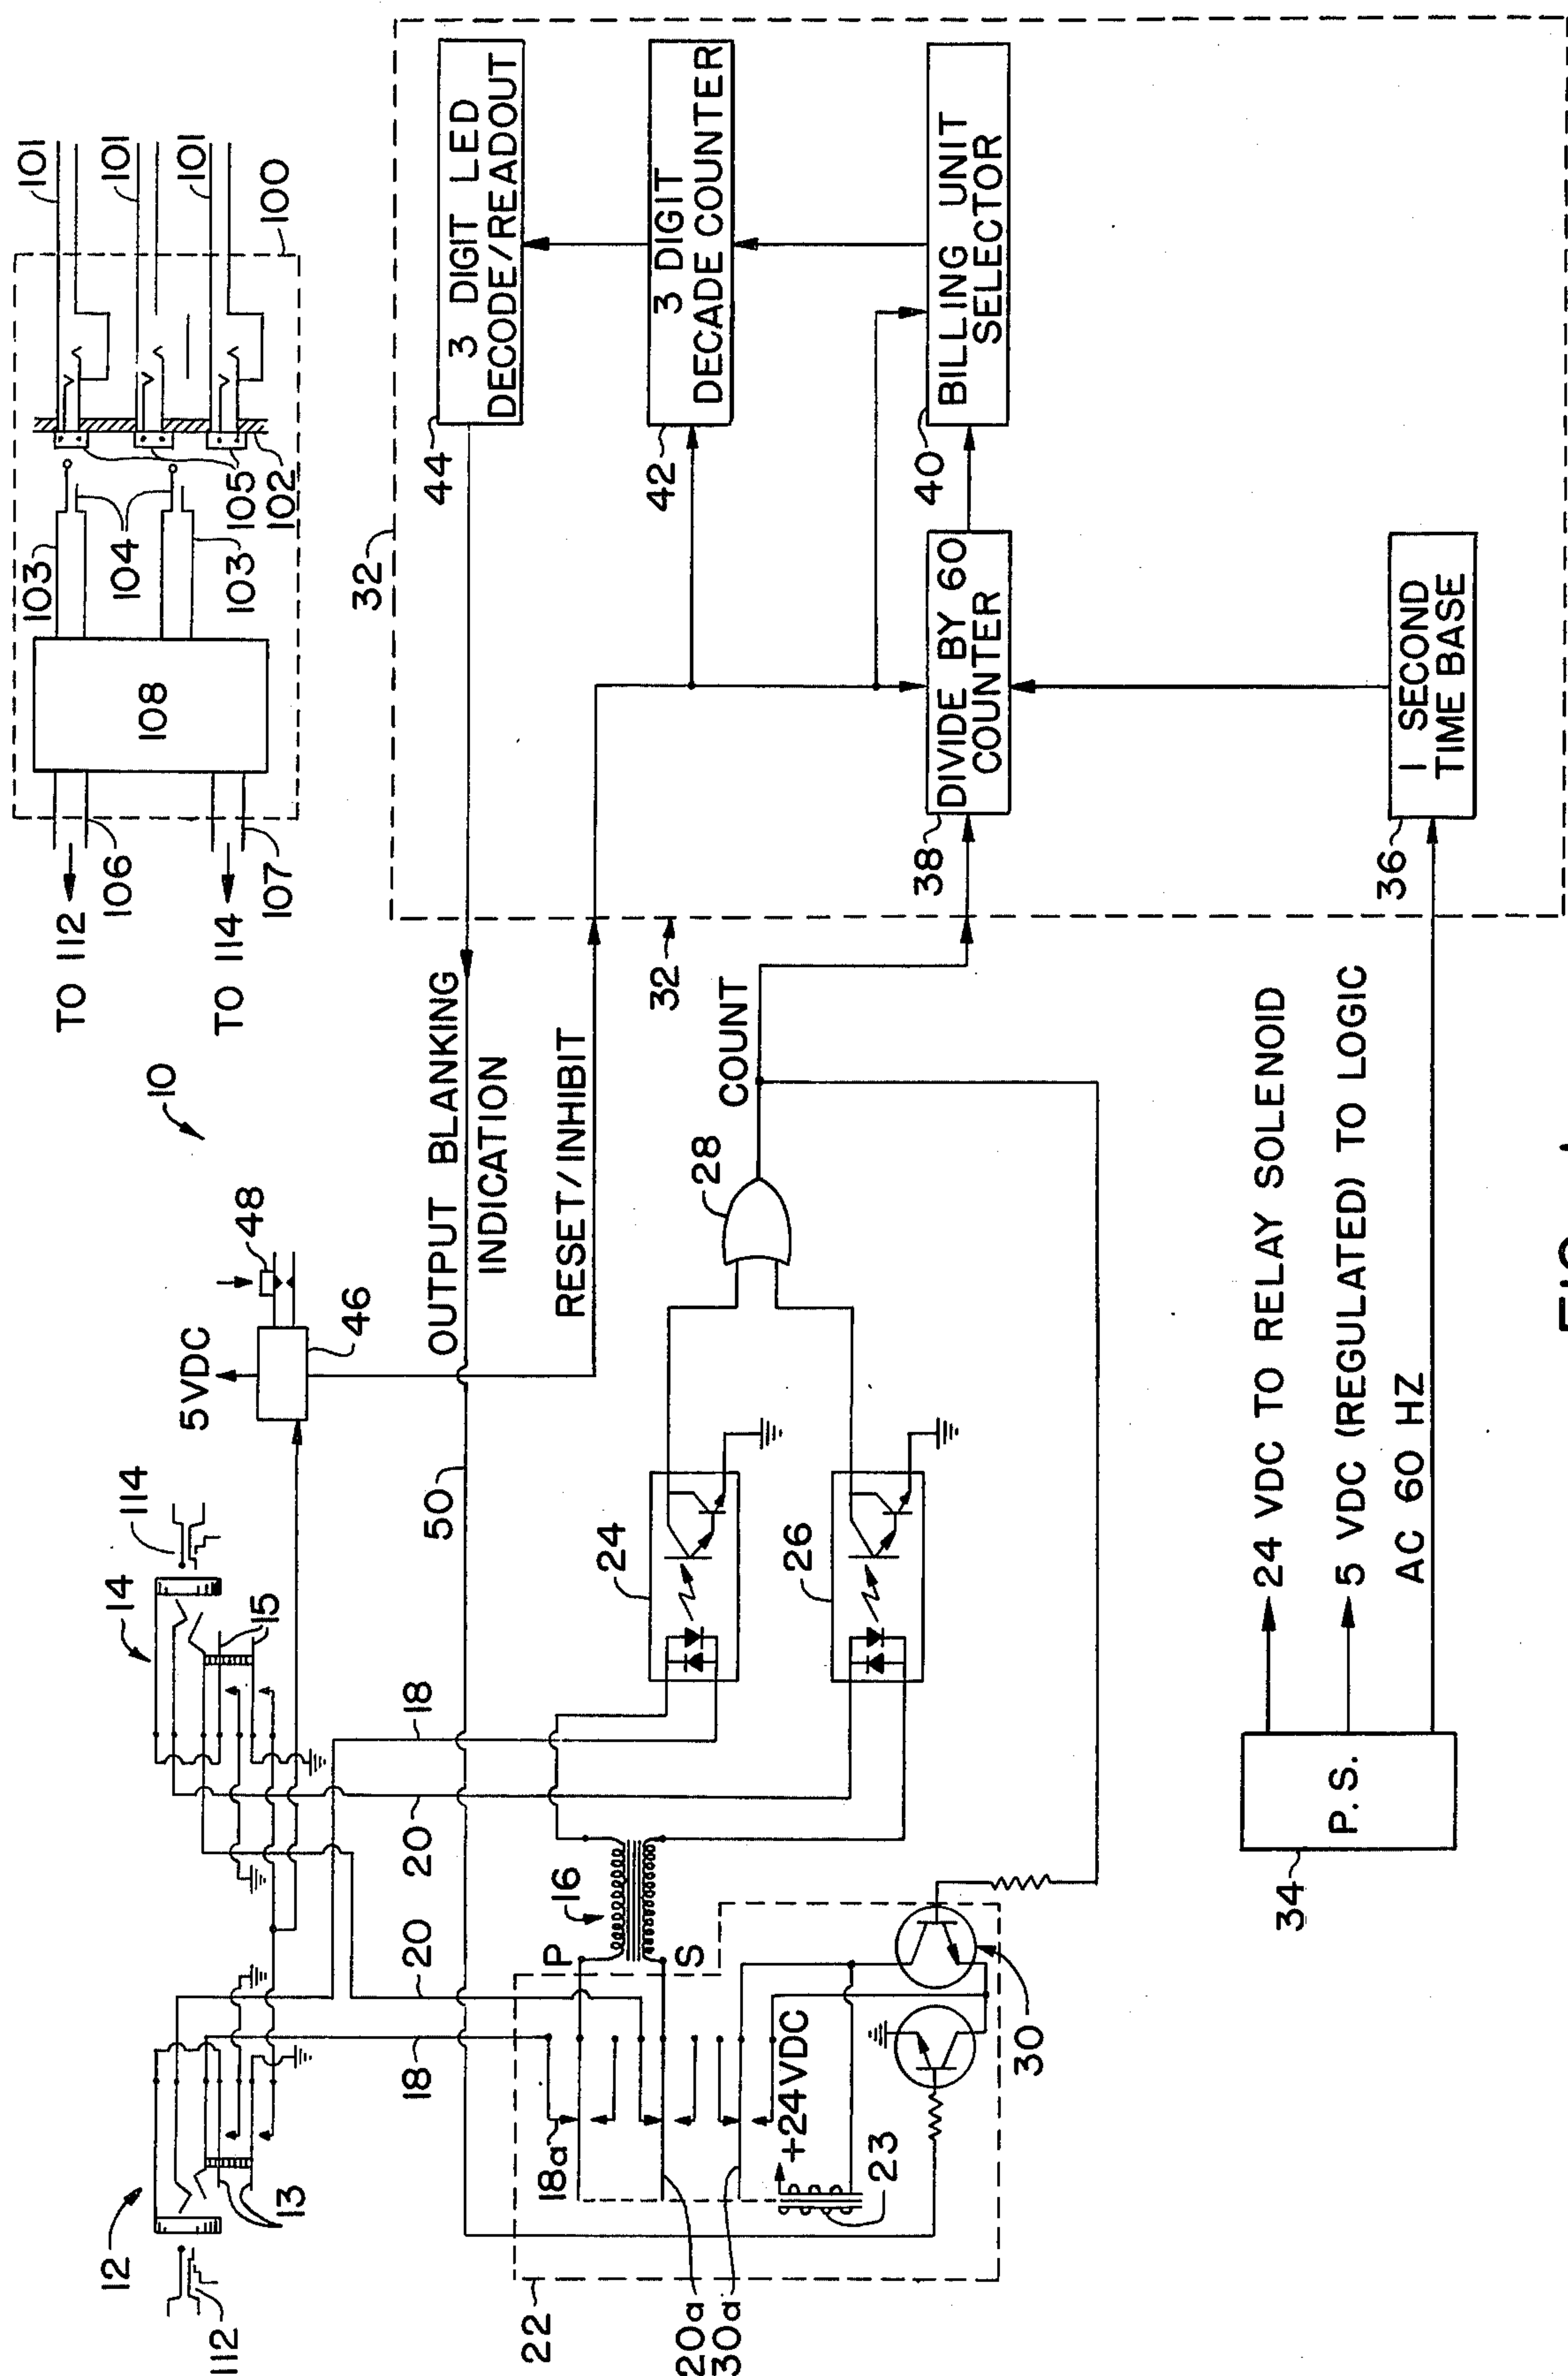 101
101
101
100
103
104
103
105
102
108
TO 112
106
TO 114
107
10
32
44
3 DIGIT LED
DECODE/READOUT
42
3 DIGIT
DECADE COUNTER
40
BILLING UNIT
SELECTOR
38
DIVIDE BY 60
COUNTER
36
1 SECOND
TIME BASE
32
OUTPUT BLANKING
INDICATION
RESET/INHIBIT
COUNT
28
48
46
5VDC
50
114
14
15
24
26
18
20
12
13
112
18
20
16
P
S
18a
+24VDC
23
30
22
20a
30a
34
P.S.
24 VDC TO RELAY SOLENOID
5 VDC (REGULATED) TO LOGIC
AC 60 HZ